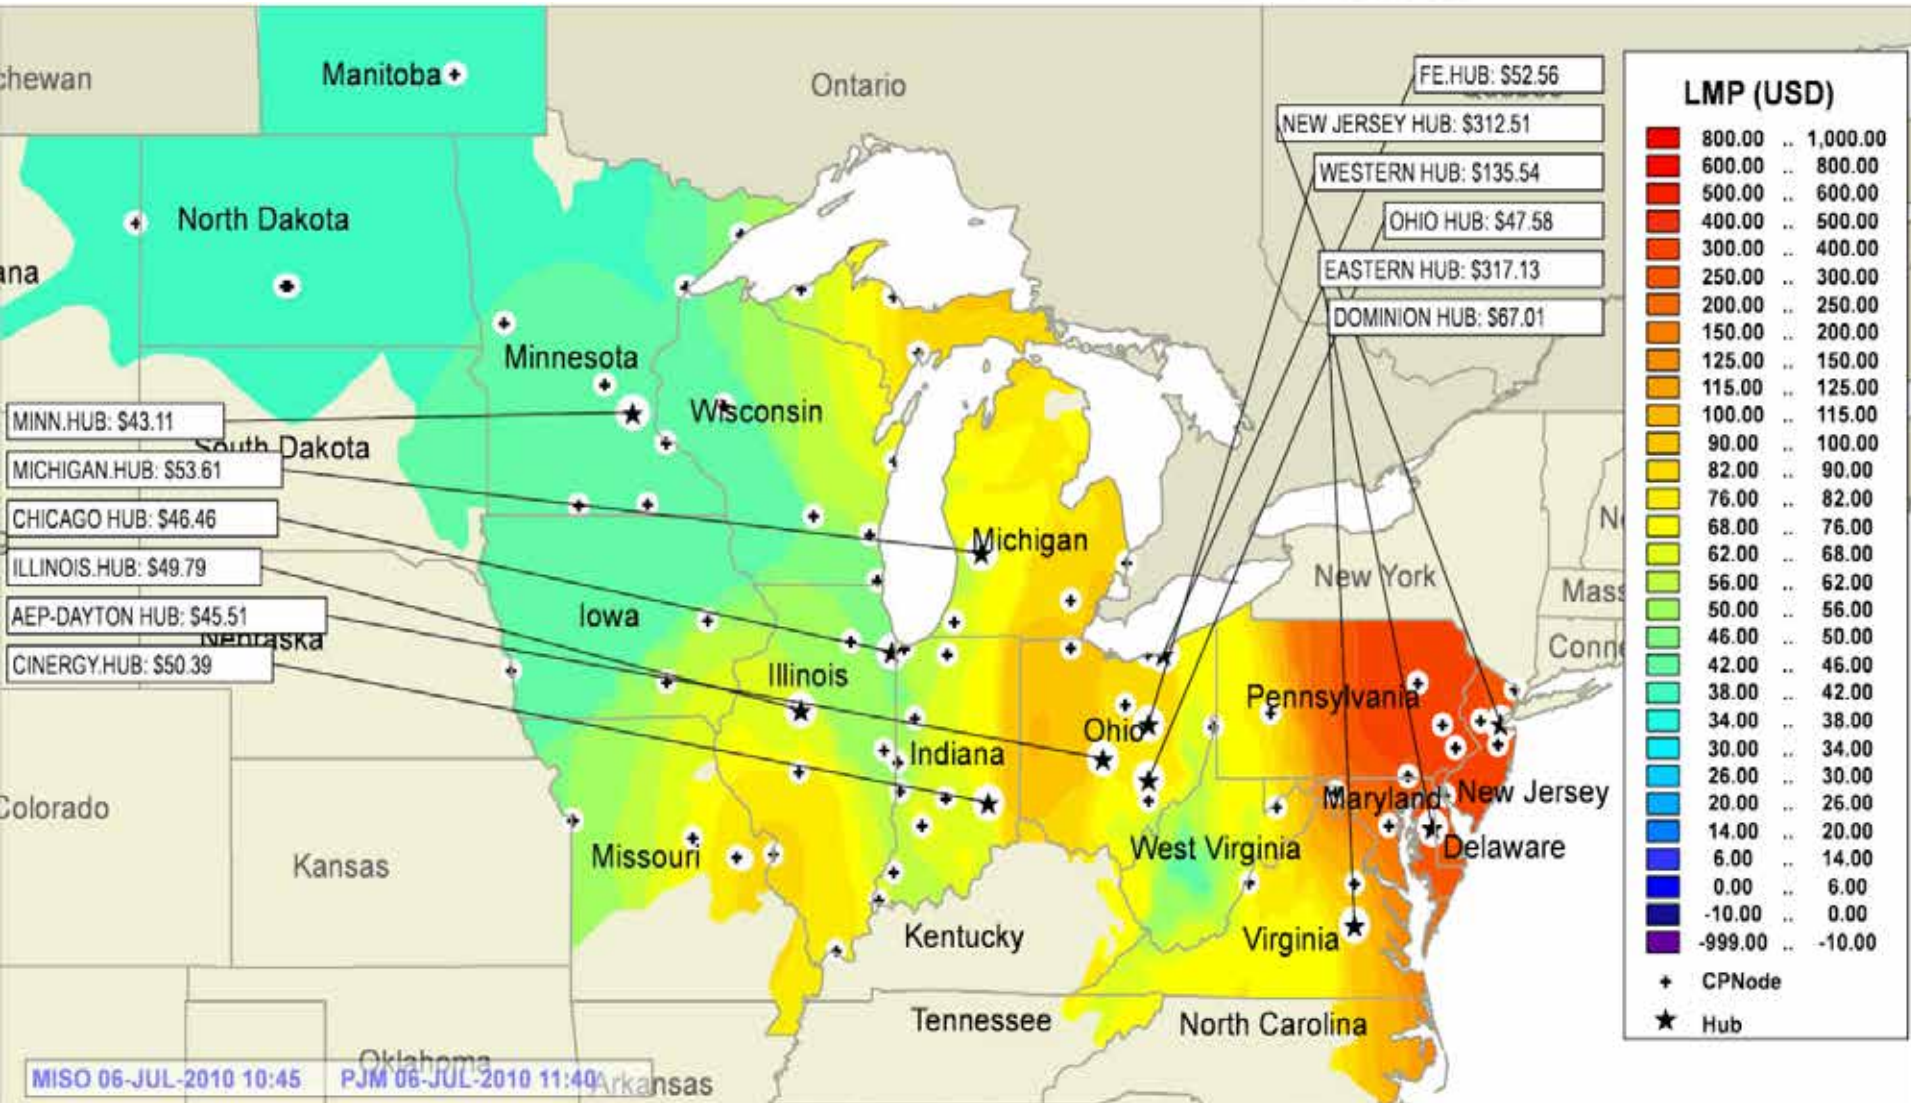 chewan
Manitoba
Ontario
North Dakota
ana
Minnesota
Wisconsin
South Dakota
Michigan
Iowa
Nebraska
Illinois
Indiana
Ohio
Pennsylvania
New York
Mass
Conne
Maryland
New Jersey
Delaware
West Virginia
Virginia
Colorado
Kansas
Missouri
Kentucky
Tennessee
North Carolina
Oklahoma
Arkansas
MINN.HUB: $43.11
MICHIGAN.HUB: $53.61
CHICAGO HUB: $46.46
ILLINOIS.HUB: $49.79
AEP-DAYTON HUB: $45.51
CINERGY.HUB: $50.39
FE.HUB: $52.56
NEW JERSEY HUB: $312.51
WESTERN HUB: $135.54
OHIO HUB: $47.58
EASTERN HUB: $317.13
DOMINION HUB: $67.01
LMP (USD)
800.00 .. 1,000.00
600.00 .. 800.00
500.00 .. 600.00
400.00 .. 500.00
300.00 .. 400.00
250.00 .. 300.00
200.00 .. 250.00
150.00 .. 200.00
125.00 .. 150.00
115.00 .. 125.00
100.00 .. 115.00
90.00 .. 100.00
82.00 .. 90.00
76.00 .. 82.00
68.00 .. 76.00
62.00 .. 68.00
56.00 .. 62.00
50.00 .. 56.00
46.00 .. 50.00
42.00 .. 46.00
38.00 .. 42.00
34.00 .. 38.00
30.00 .. 34.00
26.00 .. 30.00
20.00 .. 26.00
14.00 .. 20.00
6.00 .. 14.00
0.00 .. 6.00
-10.00 .. 0.00
-999.00 .. -10.00
CPNode
Hub
MISO 06-JUL-2010 10:45
PJM 06-JUL-2010 11:40